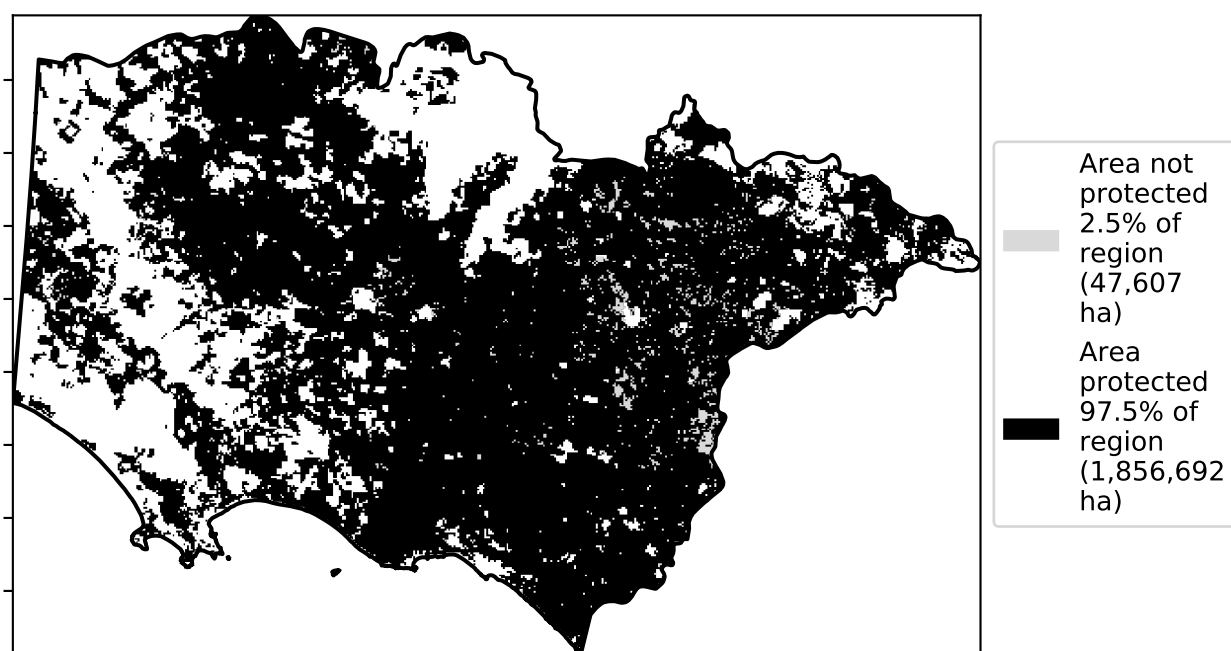 Area not
protected
2.5% of
region
(47,607
ha)
Area
protected
97.5% of
region
(1,856,692
ha)